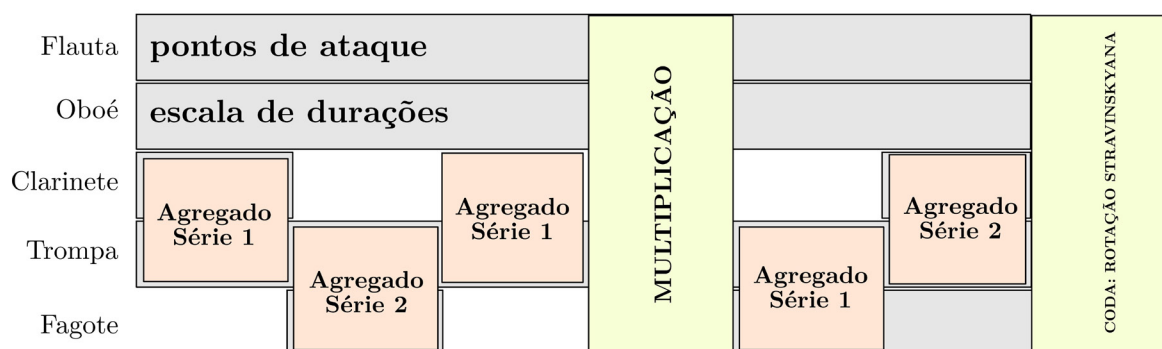 Flauta
pontos de ataque
Oboé
escala de durações
Clarinete
Trompa
Fagote
Agregado
Série 1
Agregado
Série 2
Agregado
Série 1
MULTIPLICAÇÃO
Agregado
Série 1
Agregado
Série 2
CODA: ROTAÇÃO STRAVINSKYANA